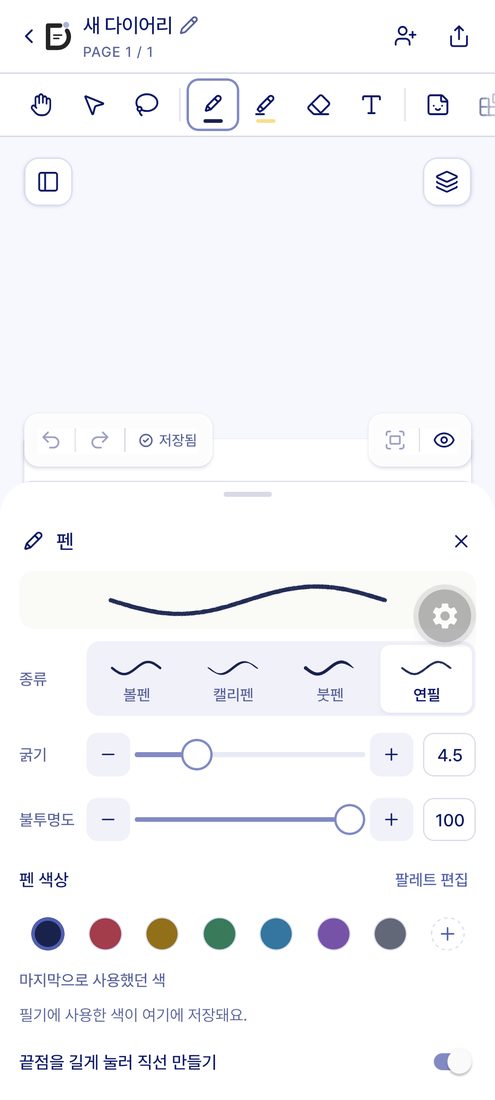 새 다이어리
PAGE 1 / 1
저장됨
펜
종류
볼펜
캘리펜
붓펜
연필
굵기
4.5
불투명도
100
펜 색상
팔레트 편집
마지막으로 사용했던 색
필기에 사용한 색이 여기에 저장돼요.
끝점을 길게 눌러 직선 만들기